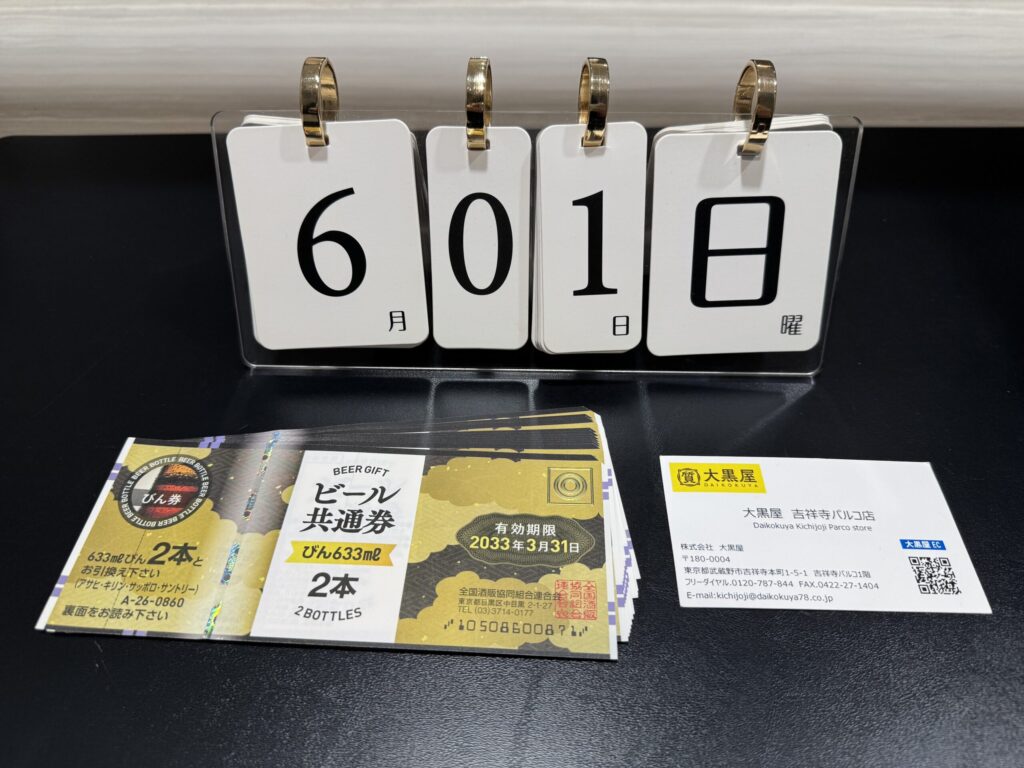 6
月
0
1
日
日
曜
BEER BOTTLE BEER BOTTLE BEER BOTTLE BEER BOTTLE
びん券
633mlびん2本と
お引換え下さい
(アサヒ・キリン・サッポロ・サントリー)
A-26-0860
裏面をお読み下さい
BEER GIFT
ビール
共通券
びん633ml
2本
2 BOTTLES
有効期限
2033年3月31日
全国酒販協同組合連合会
東京都目黒区中目黒 2-1-27
TEL (03)3714-0177
質 大黒屋
DAIKOKUYA
大黒屋 吉祥寺パルコ店
Daikokuya Kichijoji Parco store
株式会社 大黒屋
〒180-0004
東京都武蔵野市吉祥寺本町1-5-1 吉祥寺パルコ1階
フリーダイヤル.0120-787-844 FAX.0422-27-1404
E-mail:kichijoji@daikokuya78.co.jp
大黒屋 EC